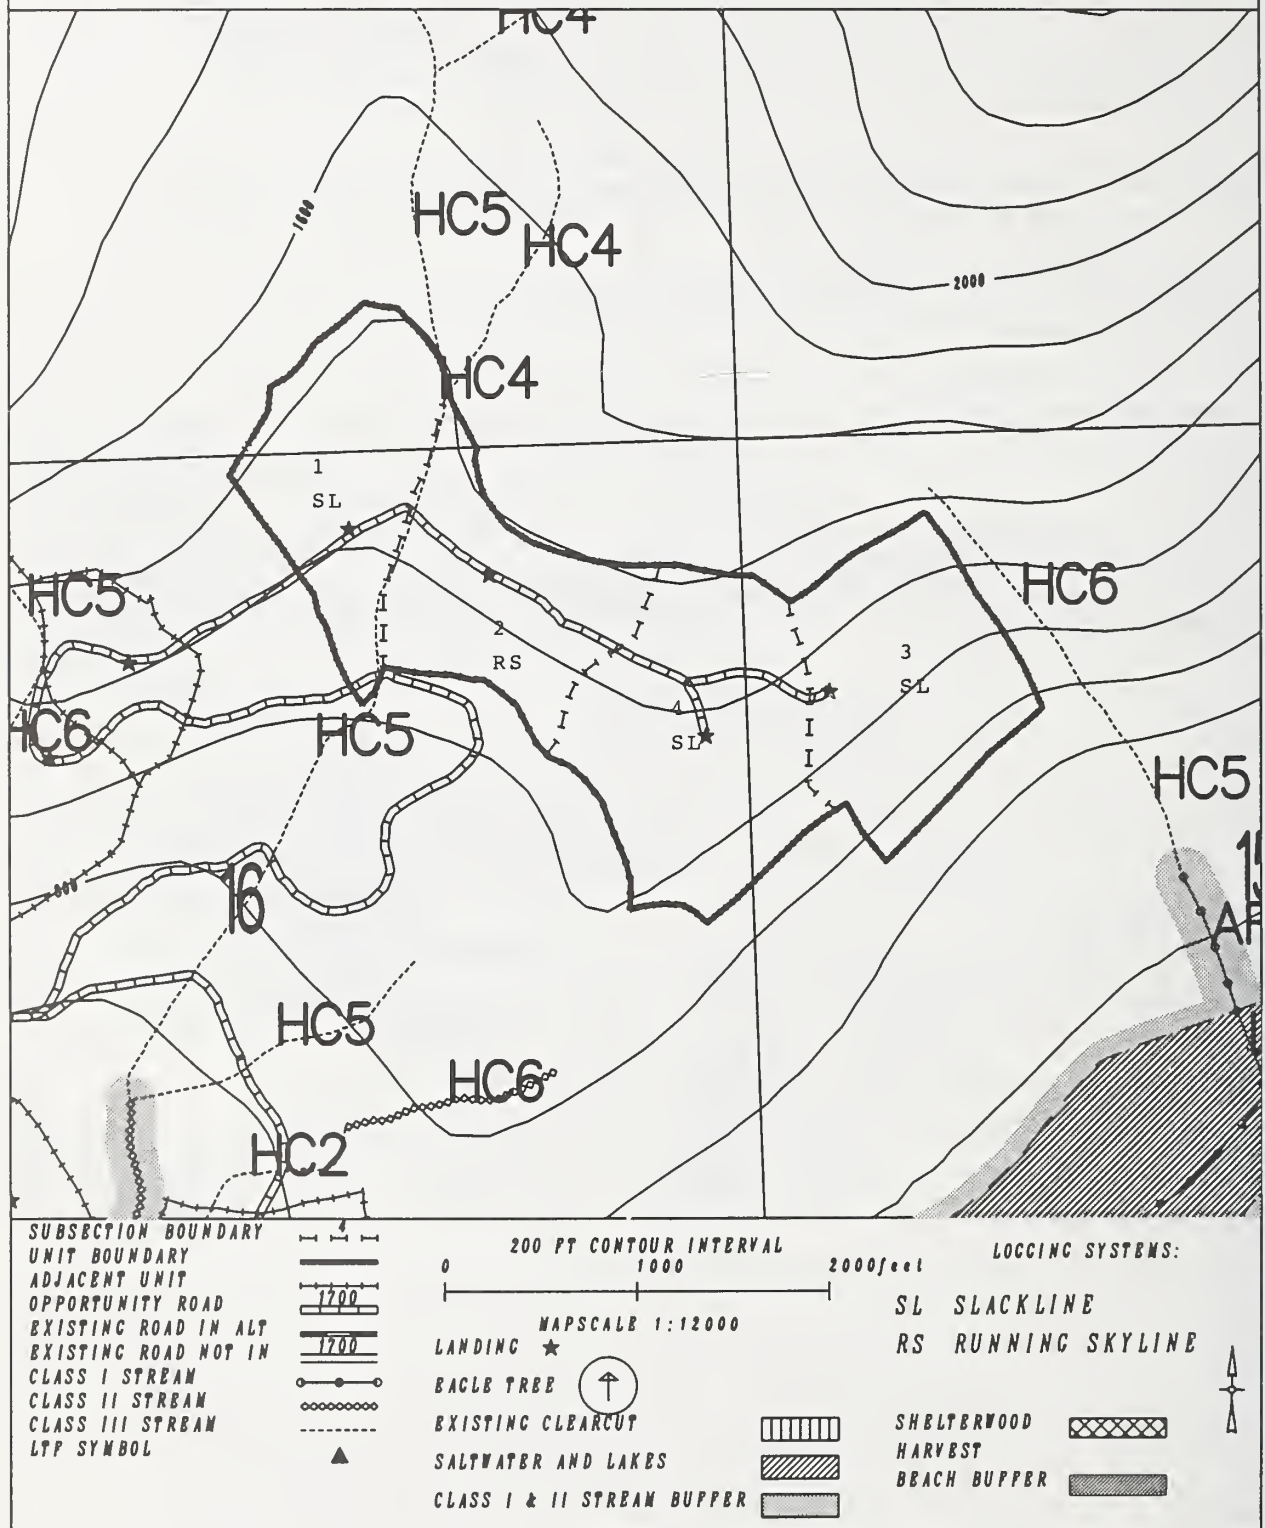 HC4
1600
HC5
HC4
2000
HC4
1
SL
HC5
HC6
2
RS
3
SL
4
SL
HC6
HC5
HC5
16
AF
HC5
HC6
HC2
SUBSECTION BOUNDARY
4
UNIT BOUNDARY
ADJACENT UNIT
OPPORTUNITY ROAD
1700
EXISTING ROAD IN ALT
EXISTING ROAD NOT IN
1700
CLASS I STREAM
CLASS II STREAM
CLASS III STREAM
LTF SYMBOL
200 FT CONTOUR INTERVAL
0 1000 2000feet
MAPSCALE 1:12000
LANDING
EAGLE TREE
EXISTING CLEARCUT
SALTWATER AND LAKES
CLASS I & II STREAM BUFFER
LOGGING SYSTEMS:
SL SLACKLINE
RS RUNNING SKYLINE
SHELTERWOOD
HARVEST
BEACH BUFFER